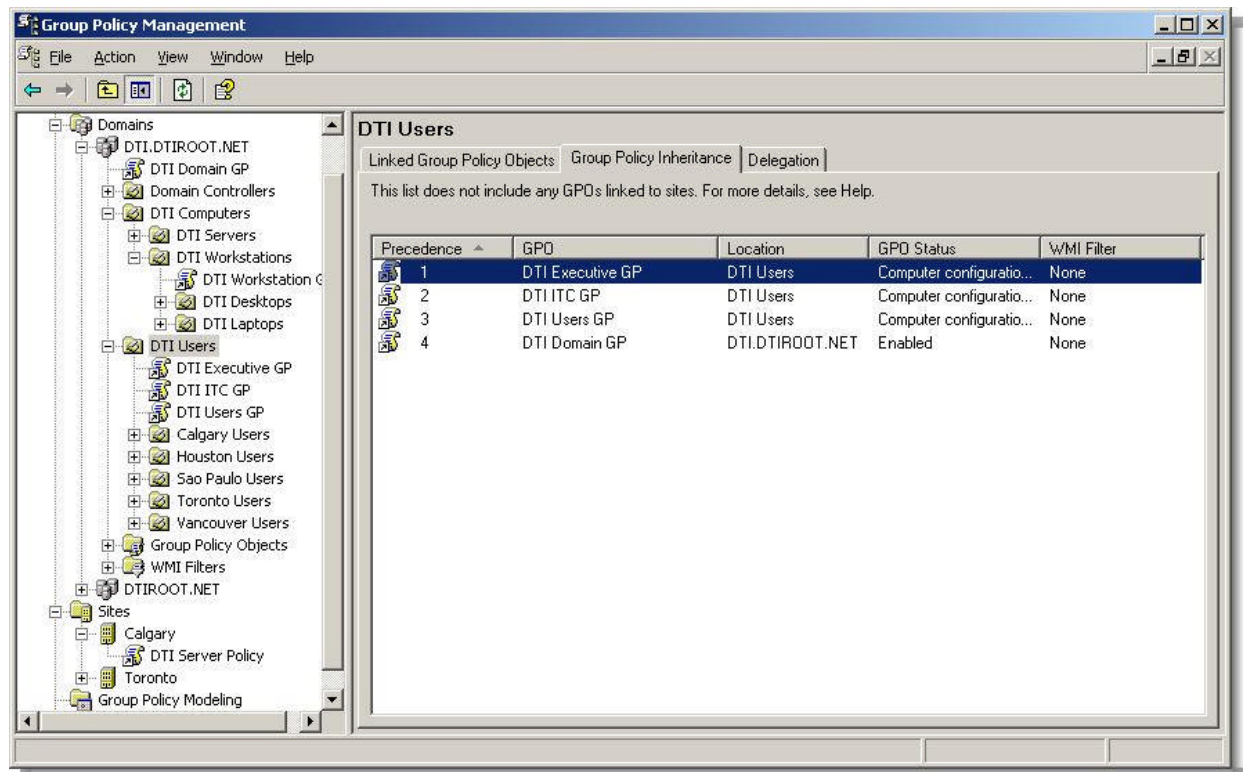 Group Policy Management
File Action View Window Help
Domains
DTI.DTIROOT.NET
DTI Domain GP
Domain Controllers
DTI Computers
DTI Servers
DTI Workstations
DTI Workstation G
DTI Desktops
DTI Laptops
DTI Users
DTI Executive GP
DTI ITC GP
DTI Users GP
Calgary Users
Houston Users
Sao Paulo Users
Toronto Users
Vancouver Users
Group Policy Objects
WMI Filters
DTIROOT.NET
Sites
Calgary
DTI Server Policy
Toronto
Group Policy Modeling
DTI Users
Linked Group Policy Objects Group Policy Inheritance Delegation
This list does not include any GPOs linked to sites. For more details, see Help.
Precedence GPO Location GPO Status WMI Filter
1 DTI Executive GP DTI Users Computer configuratio... None
2 DTI ITC GP DTI Users Computer configuratio... None
3 DTI Users GP DTI Users Computer configuratio... None
4 DTI Domain GP DTI.DTIROOT.NET Enabled None